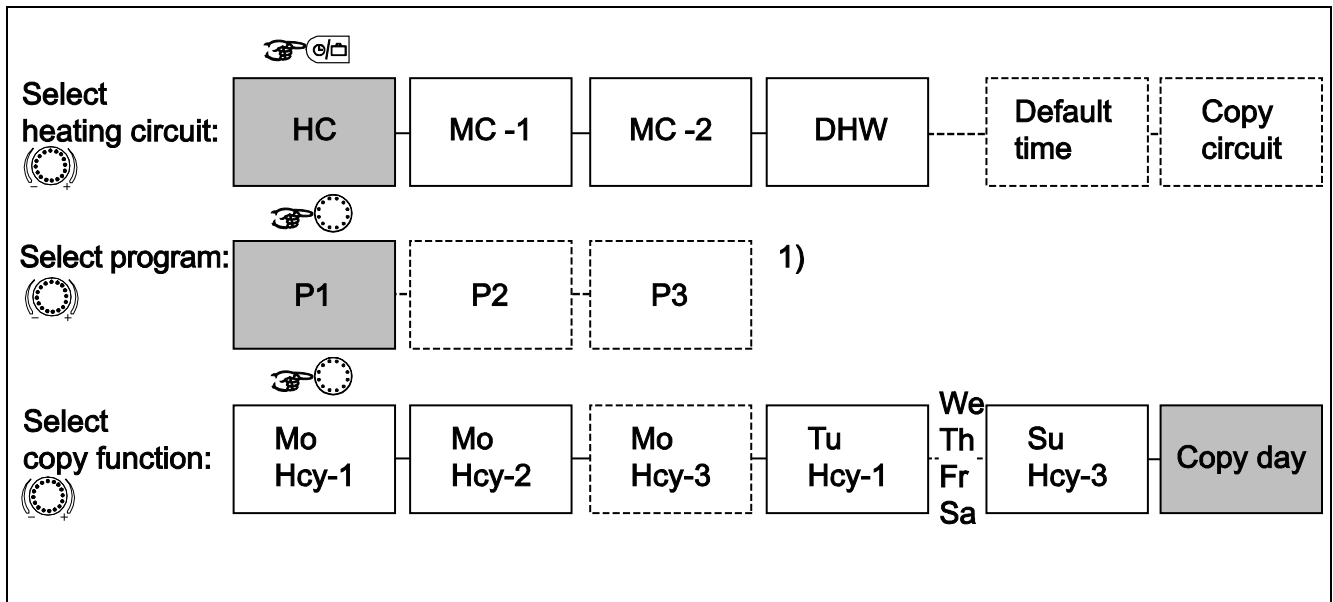 Select
heating circuit:
HC
MC -1
MC -2
DHW
Default
time
Copy
circuit
- +
Select program:
P1
P2
P3
1)
- +
Select
copy function:
Mo
Hcy-1
Mo
Hcy-2
Mo
Hcy-3
Tu
Hcy-1
We
Th
Fr
Sa
Su
Hcy-3
Copy day
- +